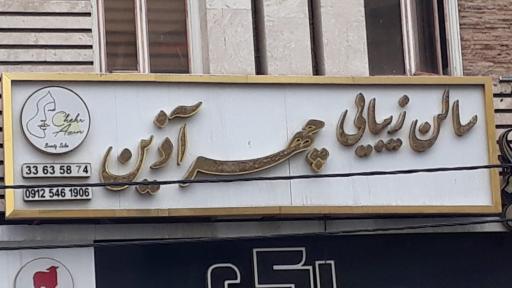 سالن زیبایی چهر آذین
Chehr
Azin
Beauty Salon
33 63 58 74
0912 546 1906